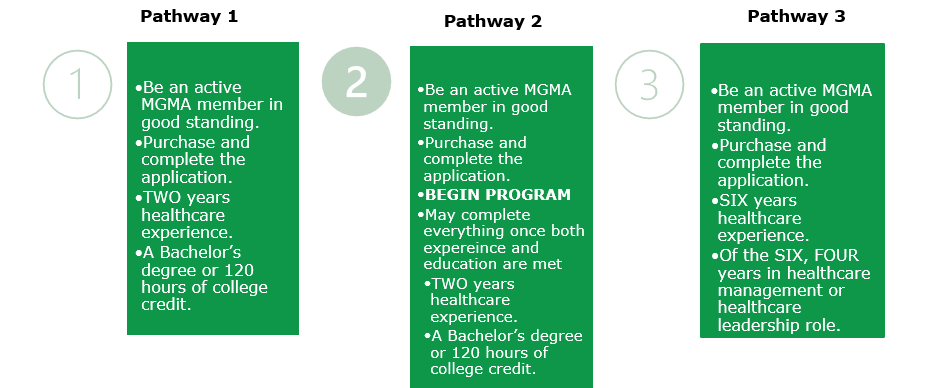 Pathway 1
1
•Be an active
MGMA member in
good standing.
•Purchase and
complete the
application.
•TWO years
healthcare
experience.
•A Bachelor’s
degree or 120
hours of college
credit.
Pathway 2
2
•Be an active MGMA
member in good
standing.
•Purchase and
complete the
application.
•BEGIN PROGRAM
•May complete
everything once both
expereince and
education are met
•TWO years
healthcare
experience.
•A Bachelor’s degree
or 120 hours of
college credit.
Pathway 3
3
•Be an active MGMA
member in good
standing.
•Purchase and
complete the
application.
•SIX years
healthcare
experience.
•Of the SIX, FOUR
years in healthcare
management or
healthcare
leadership role.